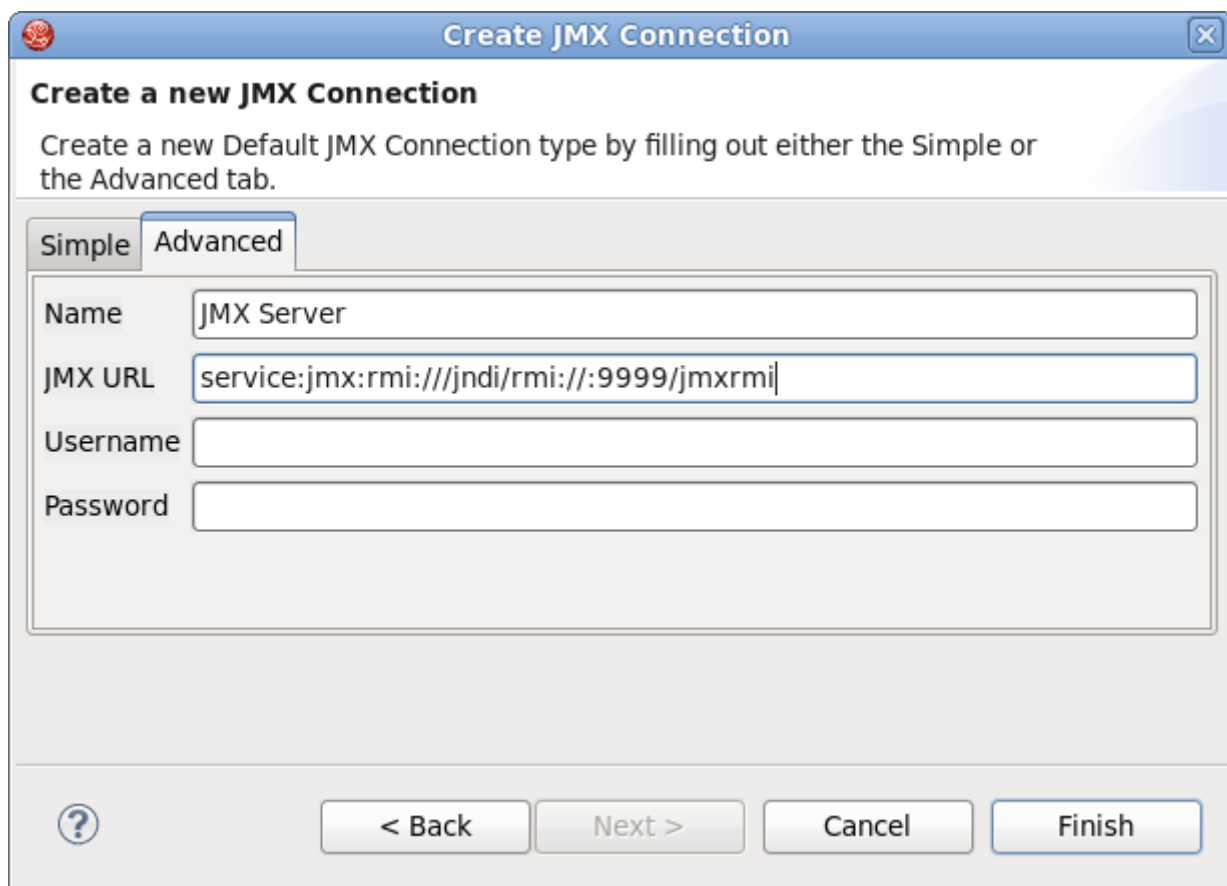 Create JMX Connection
Create a new JMX Connection
Create a new Default JMX Connection type by filling out either the Simple or
the Advanced tab.
Simple Advanced
Name JMX Server
JMX URL service:jmx:rmi:///jndi/rmi://:9999/jmxrmi
Username
Password
? < Back Next > Cancel Finish